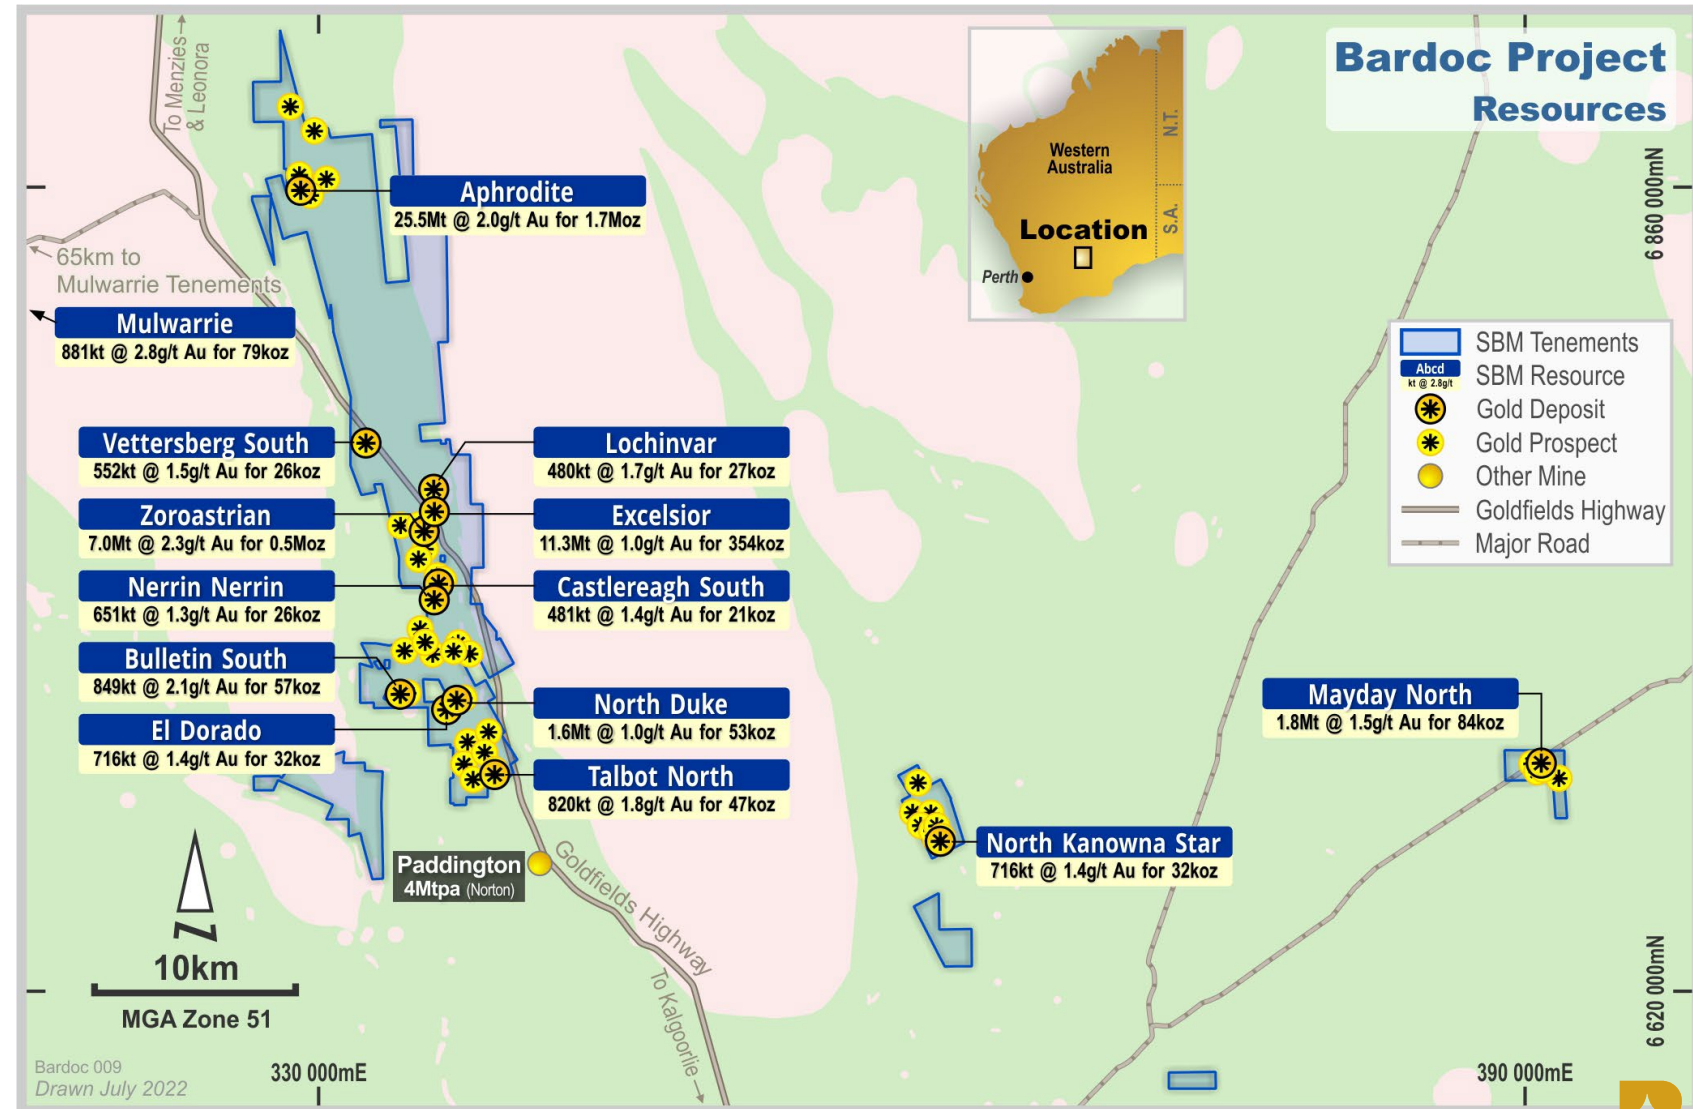 Bardoc Project
Resources
To Menzies
& Leonora
N.T.
S.A.
Western
Australia
Location
Perth
6 860 000mN
Aphrodite
25.5Mt @ 2.0g/t Au for 1.7Moz
65km to
Mulwarrie Tenements
Mulwarrie
881kt @ 2.8g/t Au for 79koz
SBM Tenements
Abcd
kt @ 2.8g/t
SBM Resource
Gold Deposit
Gold Prospect
Other Mine
Goldfields Highway
Major Road
Vettersberg South
552kt @ 1.5g/t Au for 26koz
Lochinvar
480kt @ 1.7g/t Au for 27koz
Zoroastrian
7.0Mt @ 2.3g/t Au for 0.5Moz
Excelsior
11.3Mt @ 1.0g/t Au for 354koz
Nerrin Nerrin
651kt @ 1.3g/t Au for 26koz
Castlereagh South
481kt @ 1.4g/t Au for 21koz
Bulletin South
849kt @ 2.1g/t Au for 57koz
North Duke
1.6Mt @ 1.0g/t Au for 53koz
El Dorado
716kt @ 1.4g/t Au for 32koz
Talbot North
820kt @ 1.8g/t Au for 47koz
Mayday North
1.8Mt @ 1.5g/t Au for 84koz
North Kanowna Star
716kt @ 1.4g/t Au for 32koz
Paddington
4Mtpa (Norton)
Goldfields Highway
To Kalgoorlie
N
10km
MGA Zone 51
6 620 000mN
Bardoc 009
Drawn July 2022
330 000mE
390 000mE